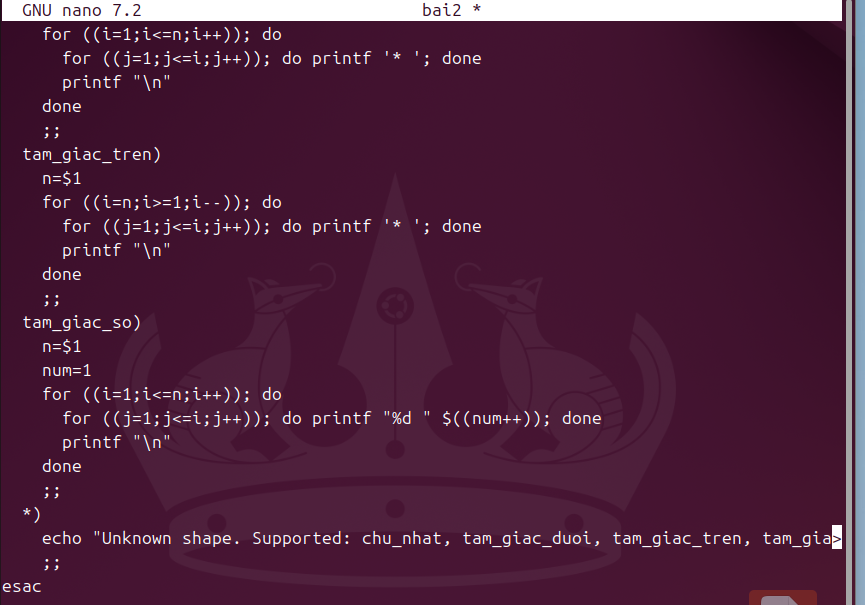 GNU nano 7.2 bai2 *
for ((i=1;i<=n;i++)); do
for ((j=1;j<=i;j++)); do printf '* '; done
printf "\n"
done
;;
tam_giac_tren)
n=$1
for ((i=n;i>=1;i--)); do
for ((j=1;j<=i;j++)); do printf '* '; done
printf "\n"
done
;;
tam_giac_so)
n=$1
num=1
for ((i=1;i<=n;i++)); do
for ((j=1;j<=i;j++)); do printf "%d " $((num++)); done
printf "\n"
done
;;
*)
echo "Unknown shape. Supported: chu_nhat, tam_giac_duoi, tam_giac_tren, tam_gia>
;;
esac